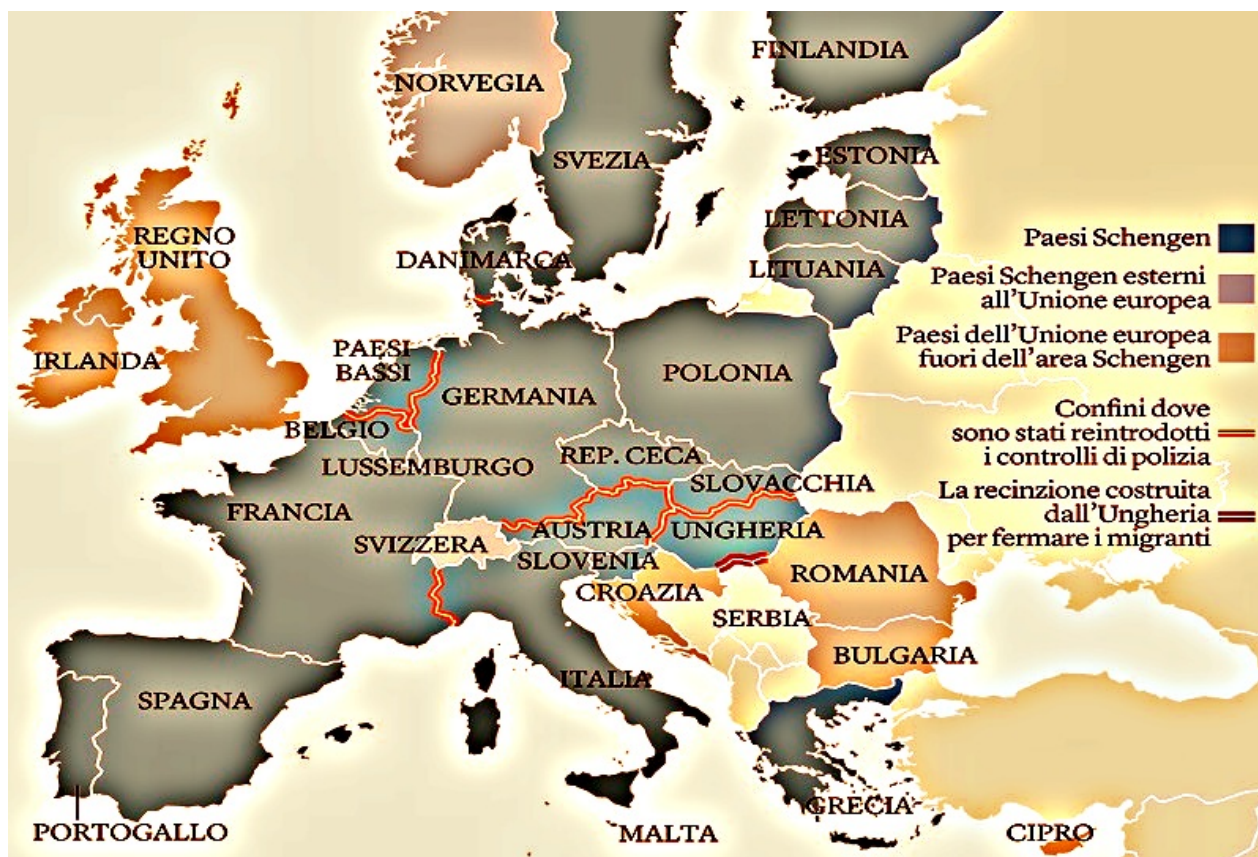 FINLANDIA
NORVEGIA
SVEZIA
ESTONIA
LETTONIA
LITUANIA
REGNO
UNITO
DANIMARCA
IRLANDA
PAESI
BASSI
GERMANIA
POLONIA
BELGIO
LUSSEMBURGO
REP. CECA
SLOVACCHIA
FRANCIA
SVIZZERA
AUSTRIA
UNGHERIA
SLOVENIA
CROAZIA
ROMANIA
SERBIA
BULGARIA
SPAGNA
ITALIA
PORTOGALLO
MALTA
GRECIA
CIPRO
Paesi Schengen
Paesi Schengen esterni
all'Unione europea
Paesi dell'Unione europea
fuori dell'area Schengen
Confini dove
sono stati reintrodotti
i controlli di polizia
La recinzione costruita
dall'Ungheria
per fermare i migranti